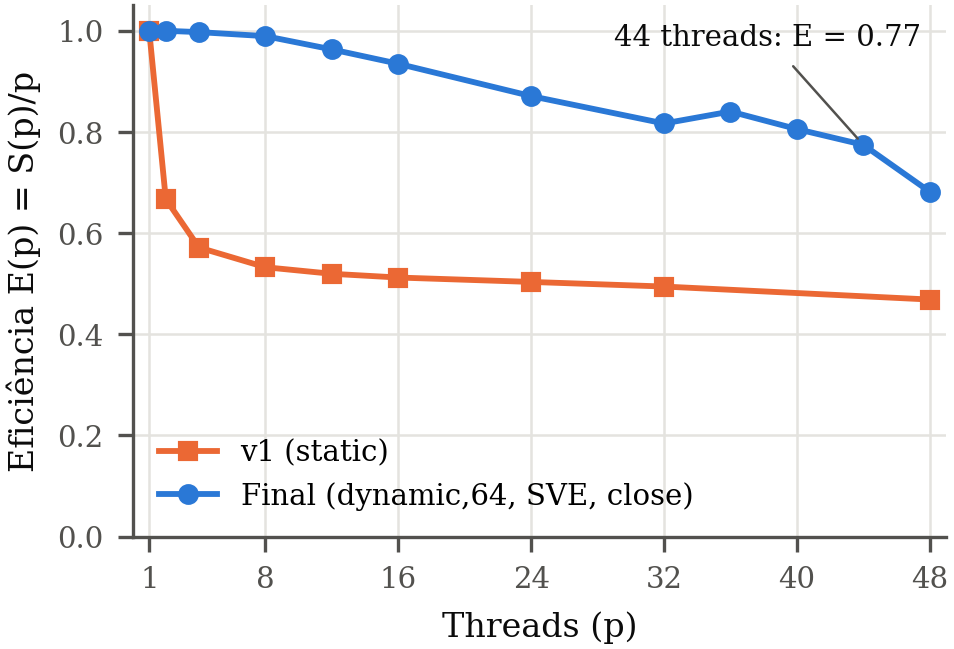 44 threads: E = 0.77
Eficiência E(p) = S(p)/p
1.0
0.8
0.6
0.4
0.2
0.0
v1 (static)
Final (dynamic,64, SVE, close)
1 8 16 24 32 40 48
Threads (p)